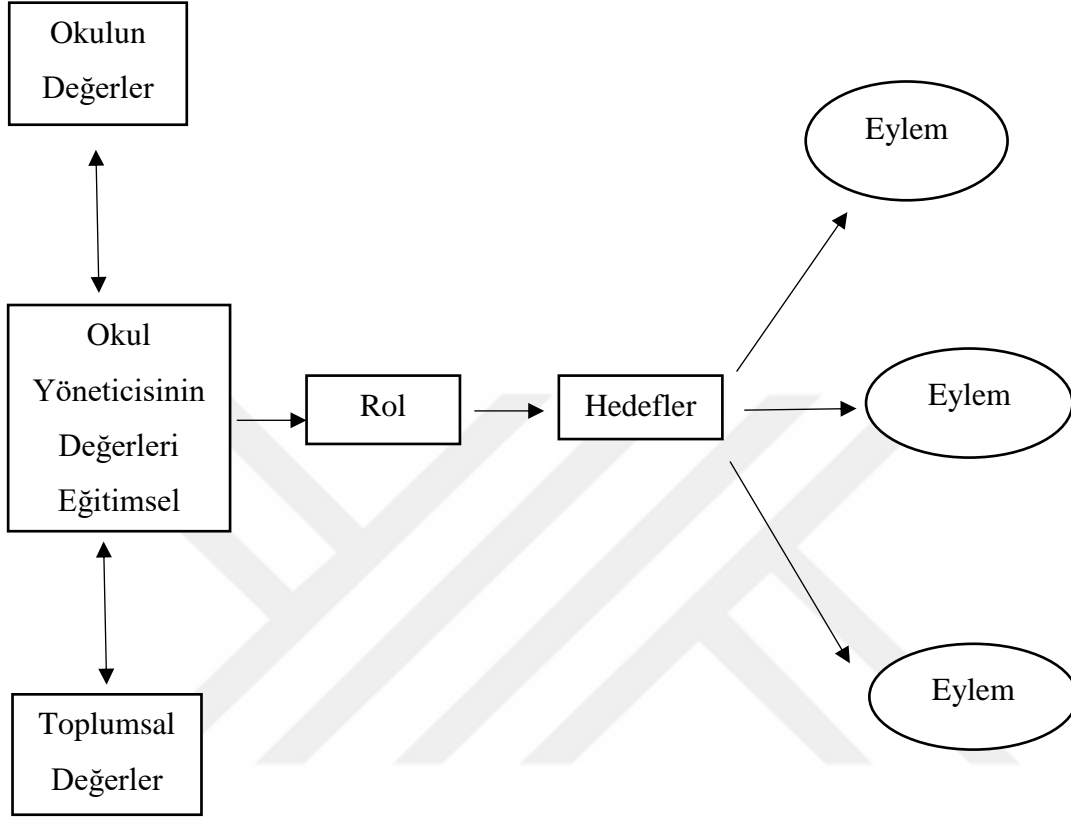 Okulun
Değerler
Eylem
Okul
Yöneticisinin
Değerleri
Eğitimsel
Rol
Hedefler
Eylem
Eylem
Toplumsal
Değerler